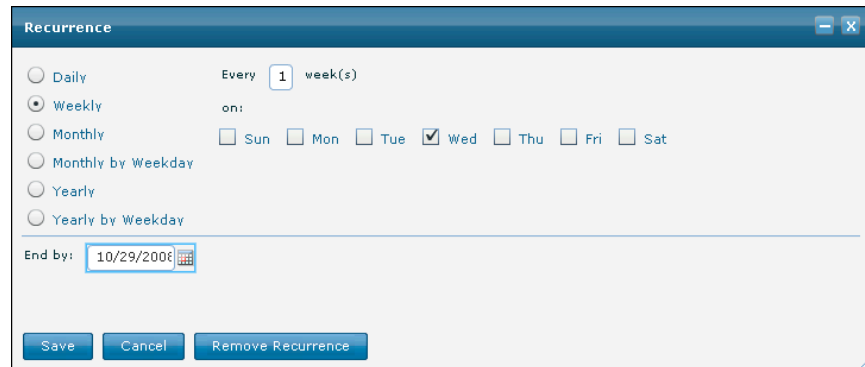 Recurrence
Daily
Every 1 week(s)
Weekly
on:
Monthly
Sun Mon Tue Wed Thu Fri Sat
Monthly by Weekday
Yearly
Yearly by Weekday
End by: 10/29/2008
Save Cancel Remove Recurrence